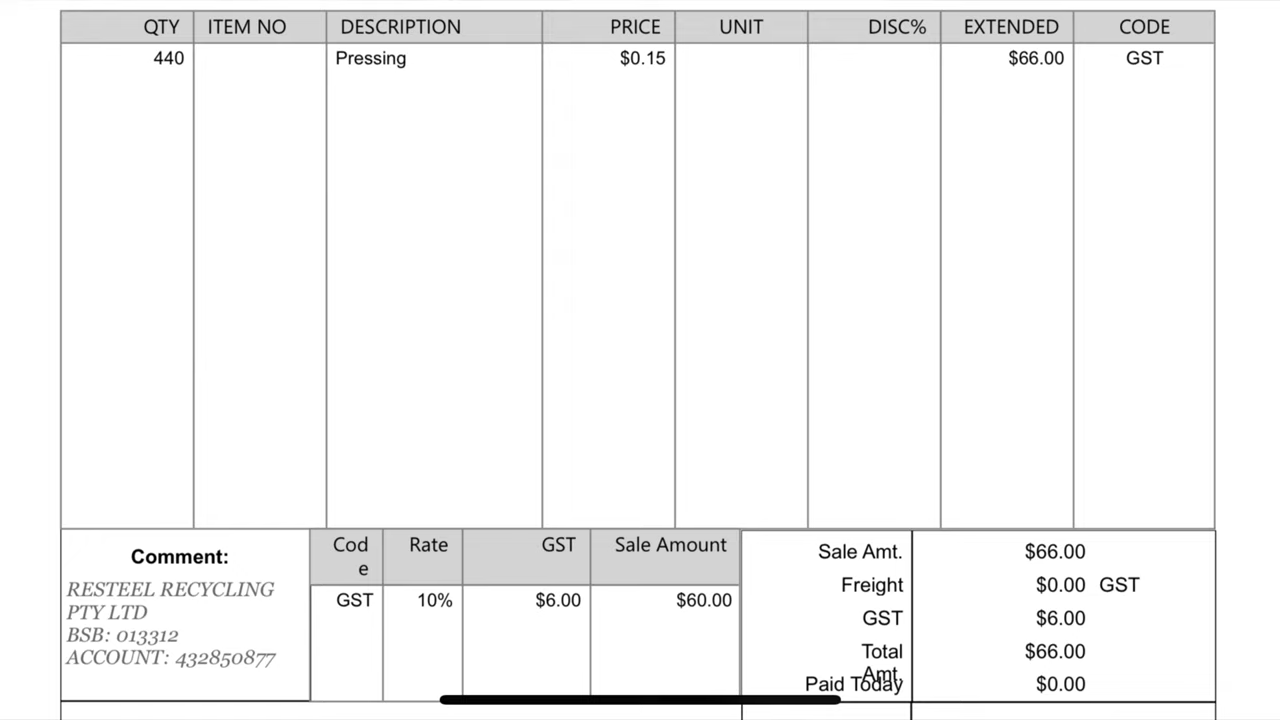 QTY ITEM NO DESCRIPTION PRICE UNIT DISC% EXTENDED CODE
440 Pressing $0.15 $66.00 GST
Comment:
RESTEEL RECYCLING
PTY LTD
BSB: 013312
ACCOUNT: 432850877
Cod
e
Rate GST Sale Amount
GST 10% $6.00 $60.00
Sale Amt. $66.00
Freight $0.00 GST
GST $6.00
Total $66.00
Amt.
Paid Today $0.00